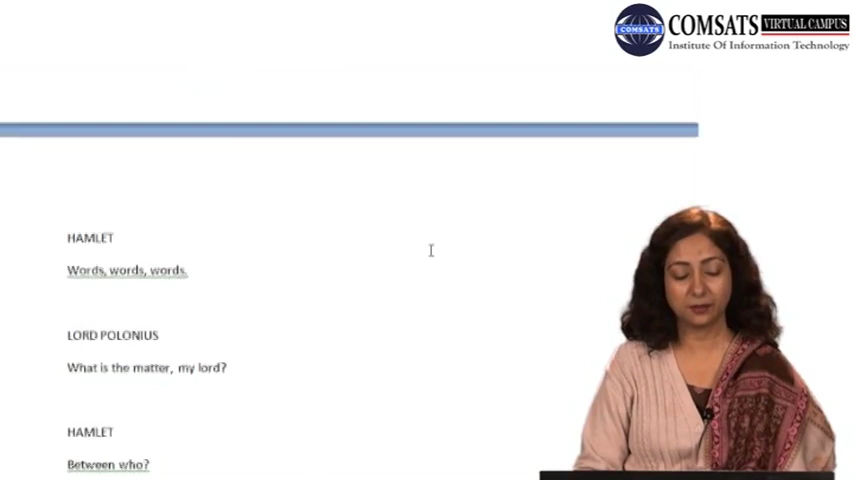 COMSATS VIRTUAL CAMPUS
COMSATS
Institute Of Information Technology
HAMLET
Words, words, words.
LORD POLONIUS
What is the matter, my lord?
HAMLET
Between who?